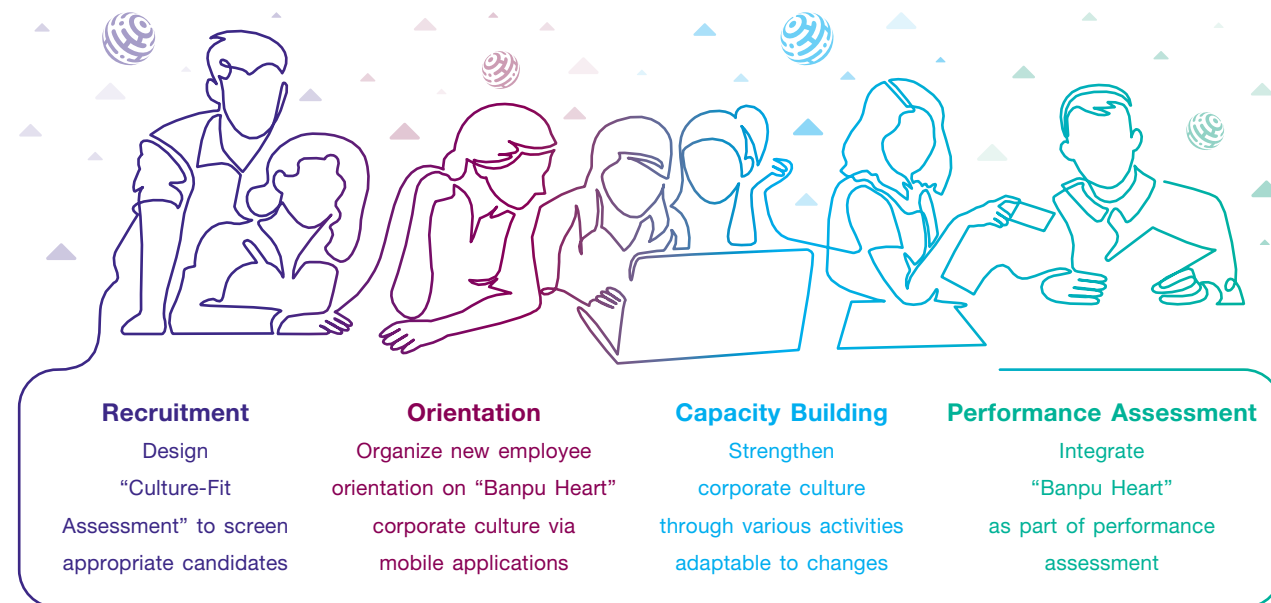 Recruitment
Design
“Culture-Fit
Assessment” to screen
appropriate candidates
Orientation
Organize new employee
orientation on “Banpu Heart”
corporate culture via
mobile applications
Capacity Building
Strengthen
corporate culture
through various activities
adaptable to changes
Performance Assessment
Integrate
“Banpu Heart”
as part of performance
assessment